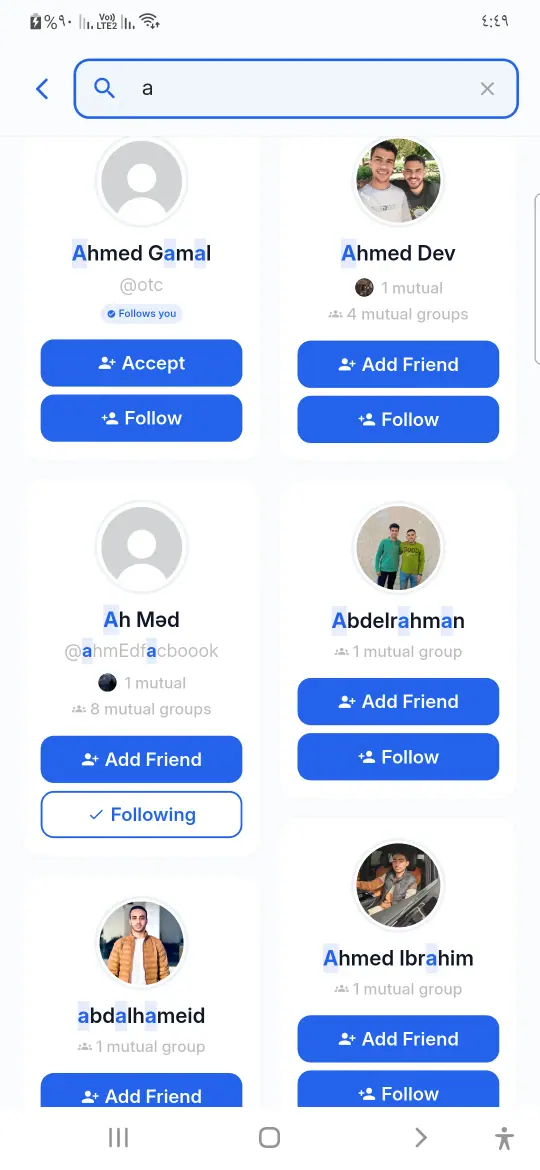 %٩٠ Vo)) LTE2 ٤:٤٩
a
Ahmed Gamal
@otc
Follows you
Accept
Follow
Ahmed Dev
1 mutual
4 mutual groups
Add Friend
Follow
Ah Məd
@ahmEdfacboook
1 mutual
8 mutual groups
Add Friend
Following
Abdelrahman
1 mutual group
Add Friend
Follow
abdalhameid
1 mutual group
Add Friend
Ahmed Ibrahim
1 mutual group
Add Friend
Follow